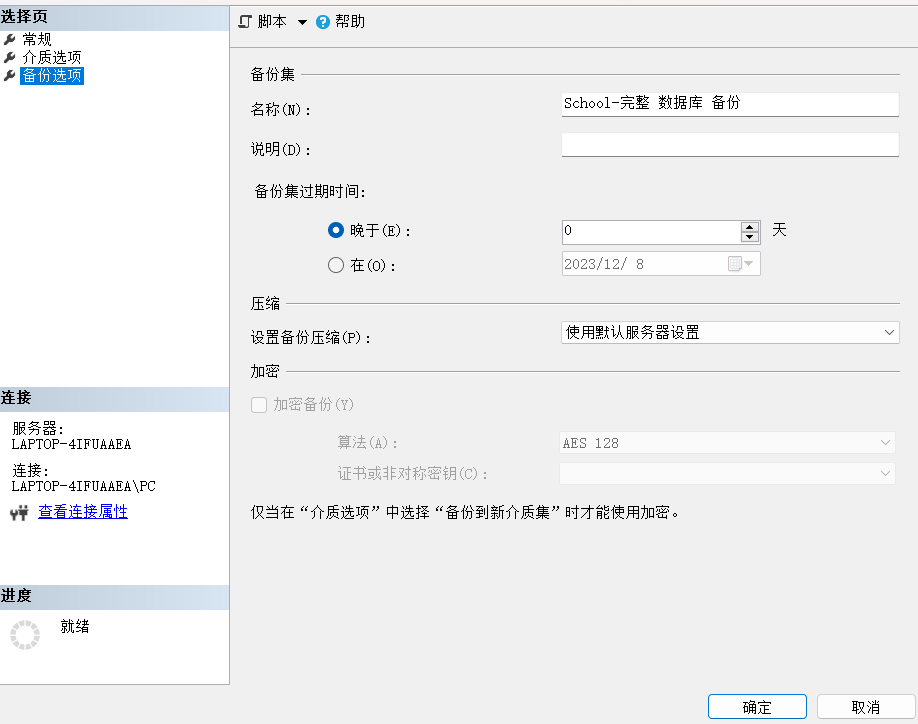 选择页
常规
介质选项
备份选项
脚本 帮助
备份集
名称(N): School-完整 数据库 备份
说明(D):
备份集过期时间:
晚于(E): 0 天
在(O): 2023/12/ 8
压缩
设置备份压缩(P): 使用默认服务器设置
加密
加密备份(Y)
算法(A): AES 128
证书或非对称密钥(C):
仅当在“介质选项”中选择“备份到新介质集”时才能使用加密。
连接
服务器:
LAPTOP-4IFUAAEA
连接:
LAPTOP-4IFUAAEA\PC
查看连接属性
进度
就绪
确定 取消